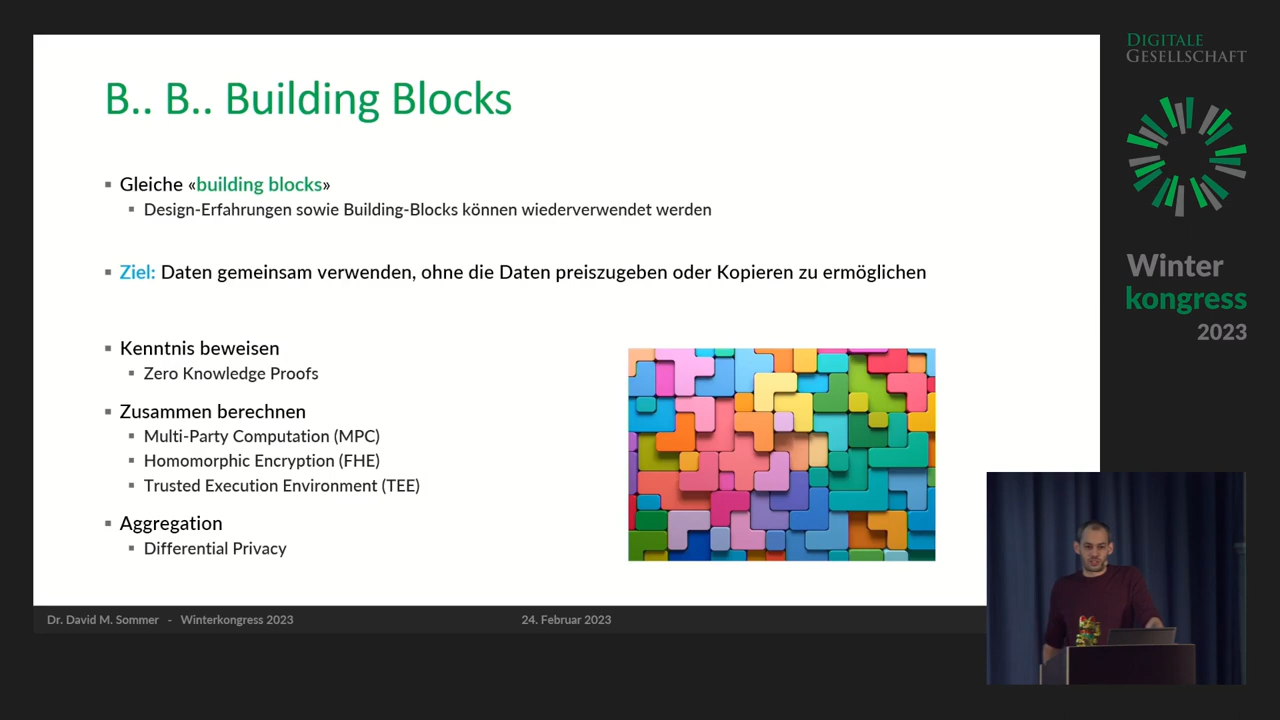 B.. B.. Building Blocks
Gleiche «building blocks»
Design-Erfahrungen sowie Building-Blocks können wiederverwendet werden
Ziel: Daten gemeinsam verwenden, ohne die Daten preiszugeben oder Kopieren zu ermöglichen
Kenntnis beweisen
Zero Knowledge Proofs
Zusammen berechnen
Multi-Party Computation (MPC)
Homomorphic Encryption (FHE)
Trusted Execution Environment (TEE)
Aggregation
Differential Privacy
Dr. David M. Sommer - Winterkongress 2023
24. Februar 2023
DIGITALE
GESELLSCHAFT
Winter
kongress
2023